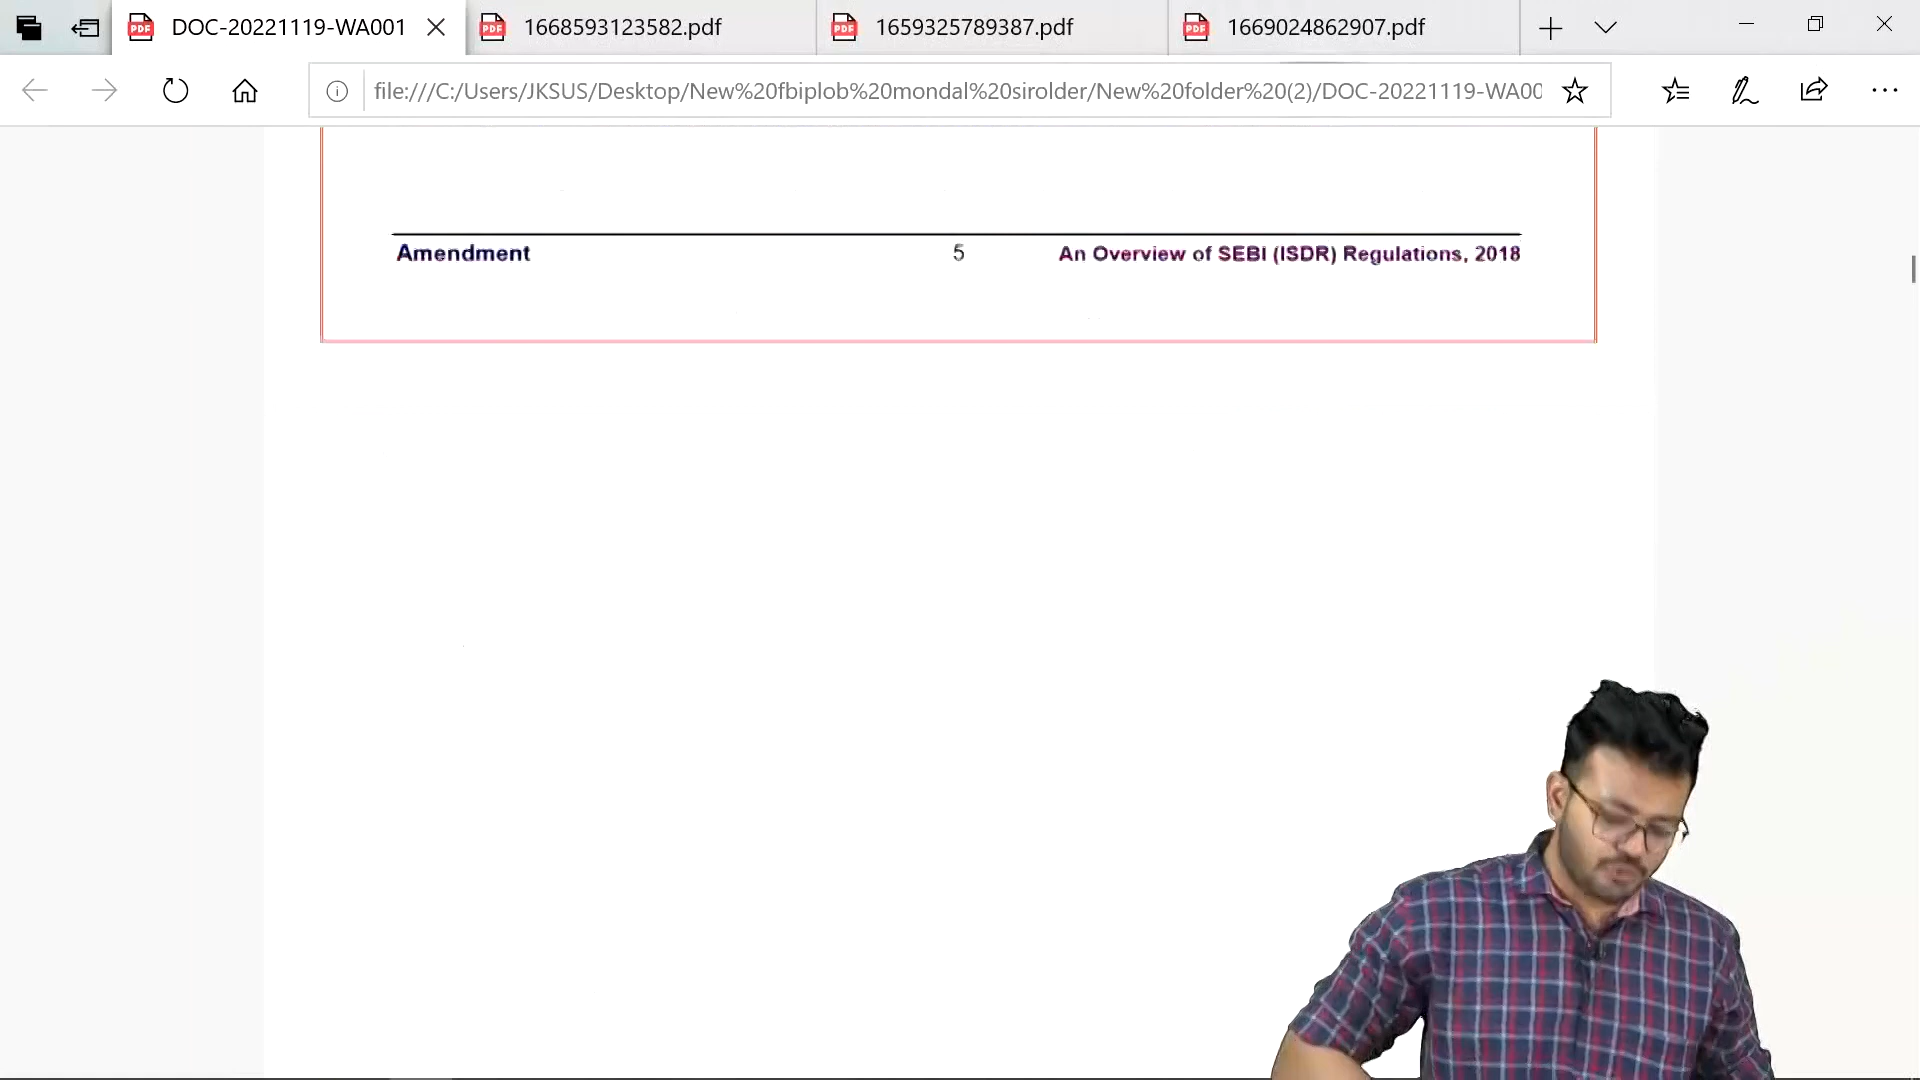 DOC-20221119-WA001
1668593123582.pdf
1659325789387.pdf
1669024862907.pdf
file:///C:/Users/JKSUS/Desktop/New%20fbiplob%20mondal%20sirolder/New%20folder%20(2)/DOC-20221119-WA00
Amendment 5 An Overview of SEBI (ISDR) Regulations, 2018